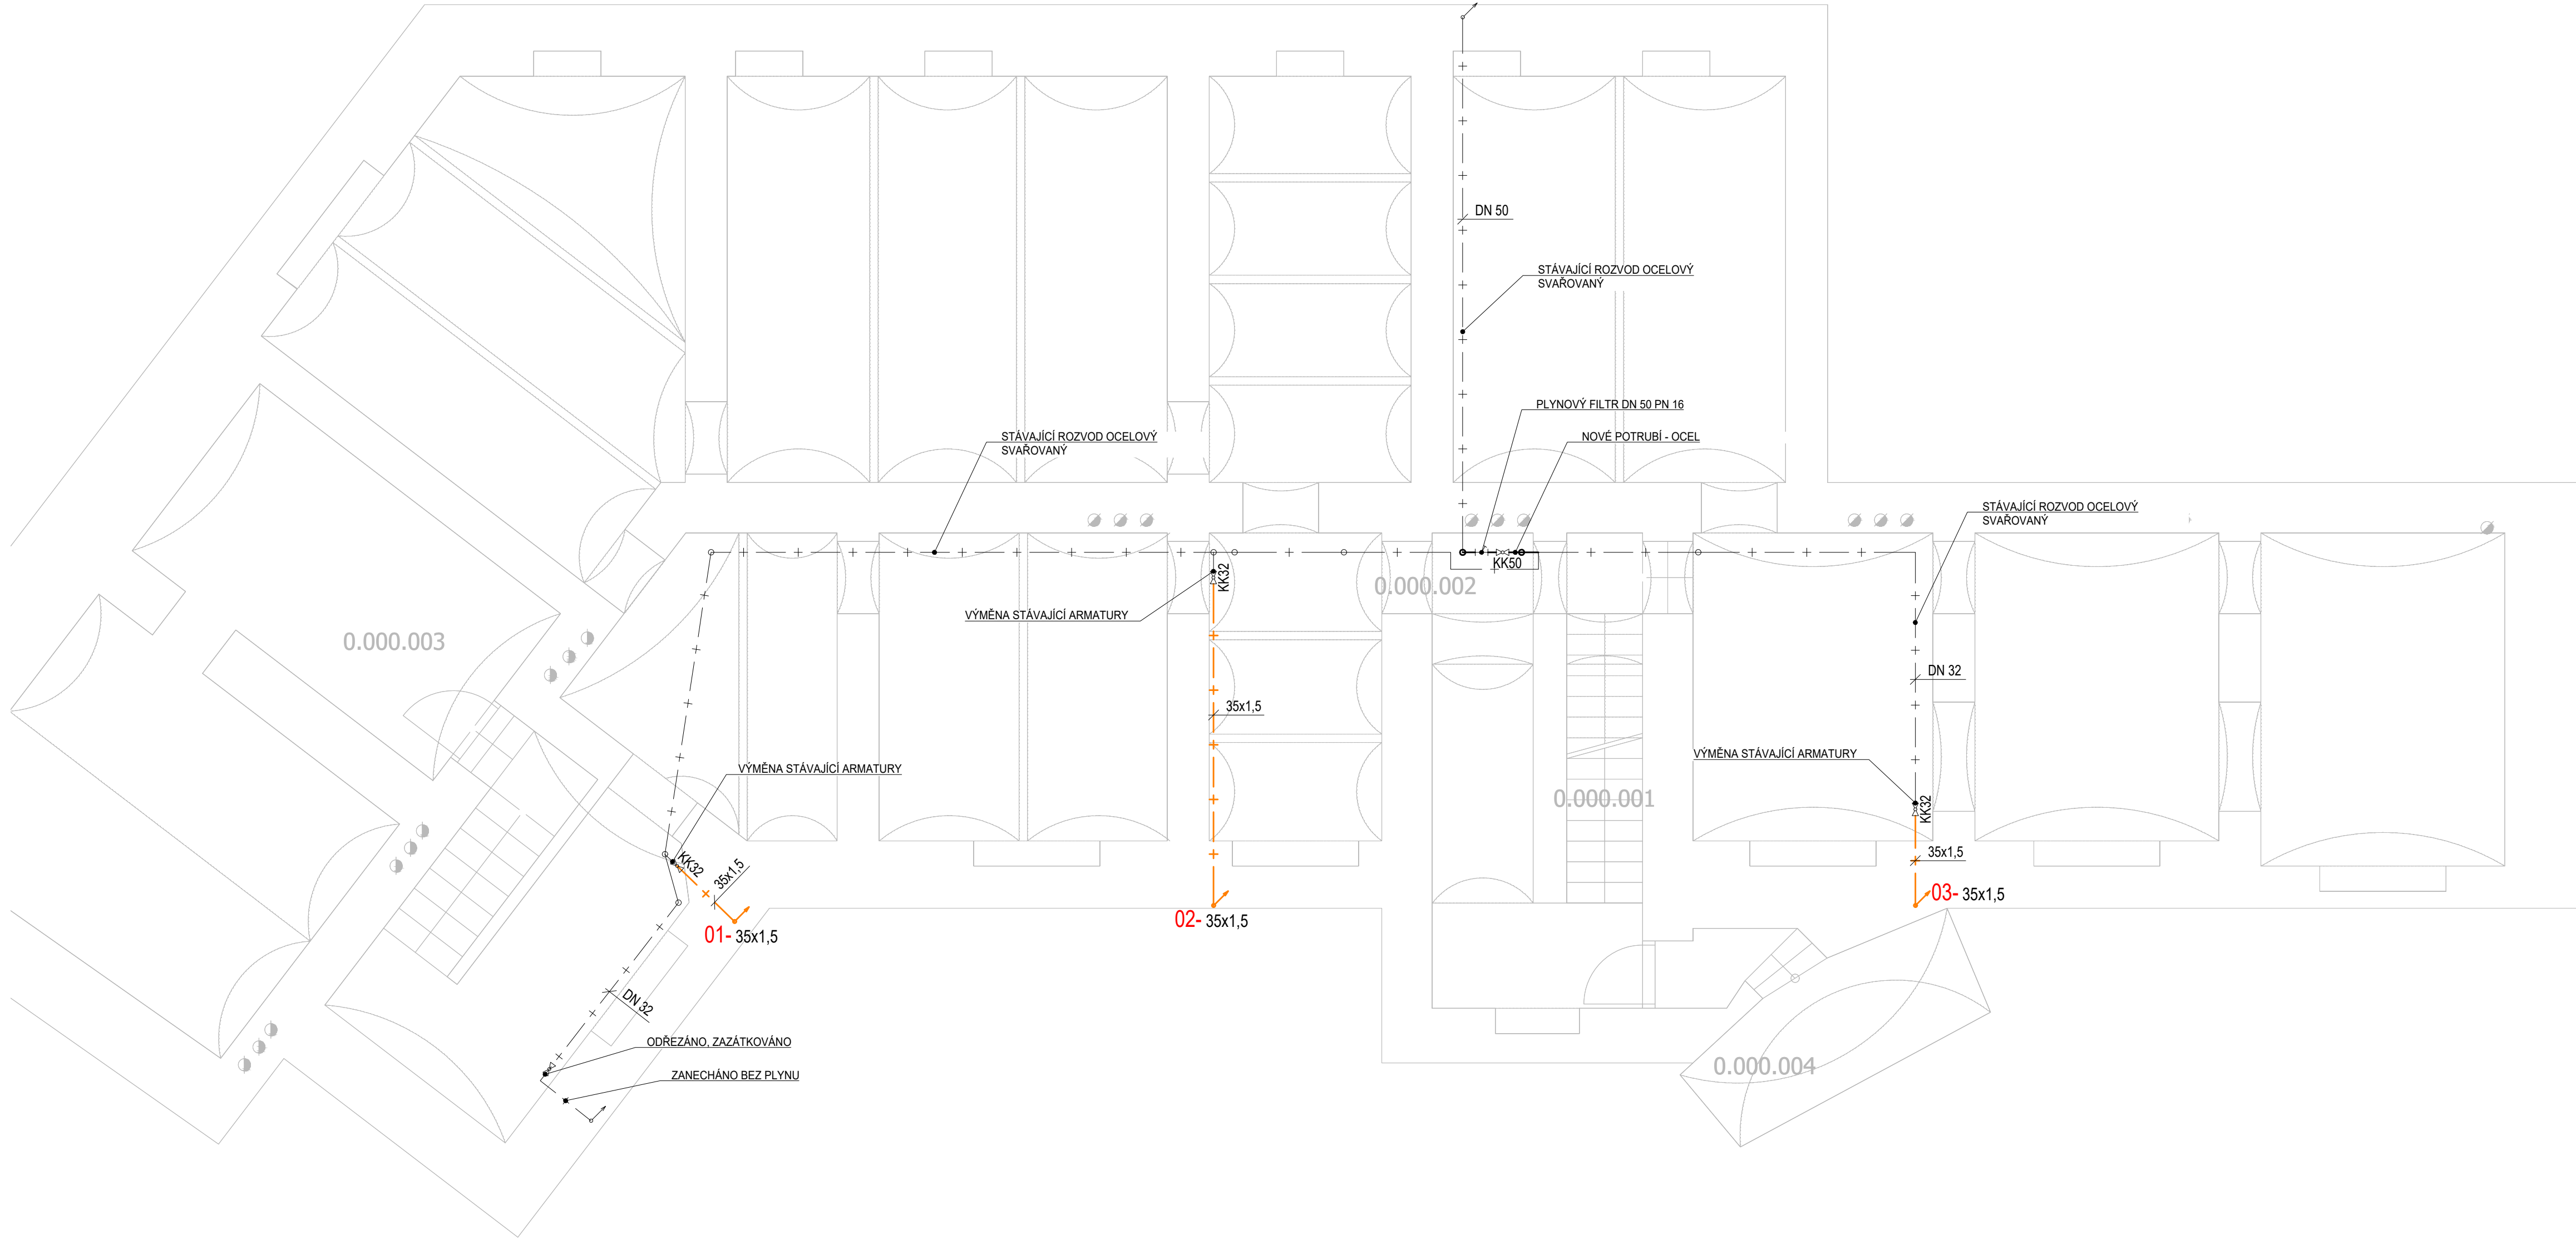 DN 50
STÁVAJÍCÍ ROZVOD OCELOVÝ
SVAŘOVANÝ
PLYNOVÝ FILTR DN 50 PN 16
STÁVAJÍCÍ ROZVOD OCELOVÝ
SVAŘOVANÝ
NOVÉ POTRUBÍ - OCEL
STÁVAJÍCÍ ROZVOD OCELOVÝ
SVAŘOVANÝ
KK50
KK32
0.000.002
VÝMĚNA STÁVAJÍCÍ ARMATURY
0.000.003
DN 32
35x1,5
VÝMĚNA STÁVAJÍCÍ ARMATURY
VÝMĚNA STÁVAJÍCÍ ARMATURY
0.000.001
KK32
KK32
35x1,5
35x1,5
03- 35x1,5
02- 35x1,5
01- 35x1,5
DN 32
ODŘEZÁNO, ZAZÁTKOVÁNO
0.000.004
ZANECHÁNO BEZ PLYNU